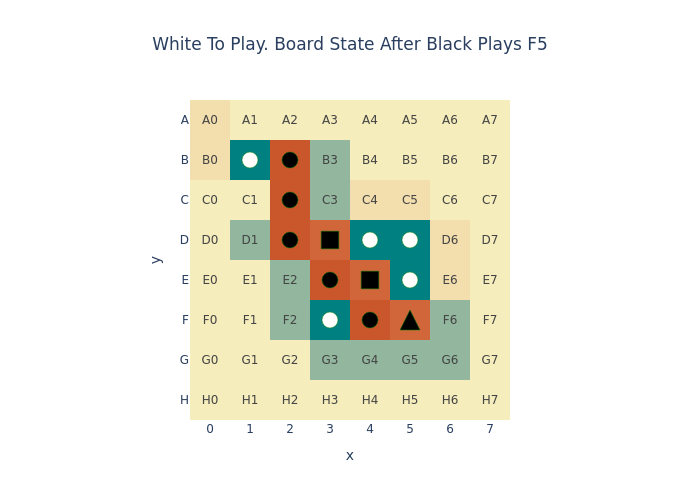 White To Play. Board State After Black Plays F5
A A0 A1 A2 A3 A4 A5 A6 A7
B B0 B3 B4 B5 B6 B7
C C0 C1 C3 C4 C5 C6 C7
D D0 D1 D6 D7
y
E E0 E1 E2 E6 E7
F F0 F1 F2 F6 F7
G G0 G1 G2 G3 G4 G5 G6 G7
H H0 H1 H2 H3 H4 H5 H6 H7
0 1 2 3 4 5 6 7
x